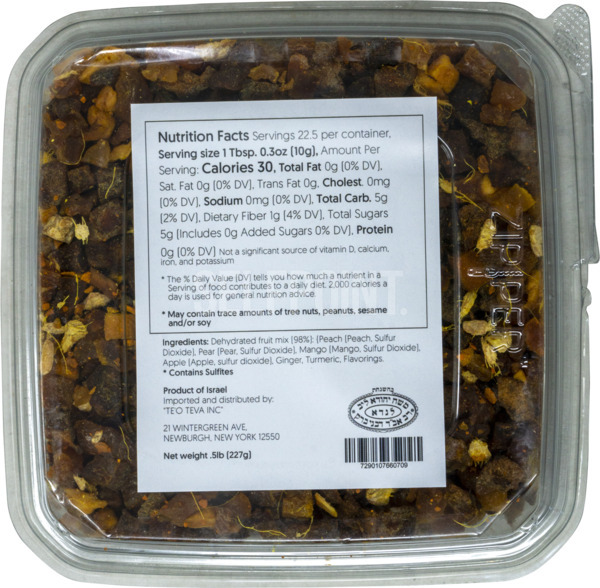 Nutrition Facts Servings 22.5 per container,
Serving size 1 Tbsp. 0.3oz (10g), Amount Per
Serving: Calories 30, Total Fat 0g [0% DV),
Sat. Fat 0g [0% DV), Trans Fat 0g, Cholest. 0mg
[0% DV), Sodium 0mg [0% DV), Total Carb. 5g
[2% DV), Dietary Fiber 1g [4% DV), Total Sugars
5g [Includes 0g Added Sugars 0% DV), Protein
0g [0% DV) Not a significant source of vitamin D, calcium,
iron, and potassium
* The % Daily Value (DV) tells you how much a nutrient in a
Serving of food contributes to a daily diet. 2,000 calories a
day is used for general nutrition advice.
* May contain trace amounts of tree nuts, peanuts, sesame
and/or soy
Ingredients: Dehydrated fruit mix (98%): (Peach [Peach, Sulfur
Dioxide), Pear [Pear, Sulfur Dioxide), Mango [Mango, Sulfur Dioxide),
Apple [Apple, sulfur dioxide), Ginger, Turmeric, Flavorings.
* Contains Sulfites
Product of Israel
Imported and distributed by:
"TEO TEVA INC"
21 WINTERGREEN AVE,
NEWBURGH, NEW YORK 12550
Net weight .5lb (227g)
בהשגחת
משה יהודא ליב
לנדא
7290107660709
ZIPPER